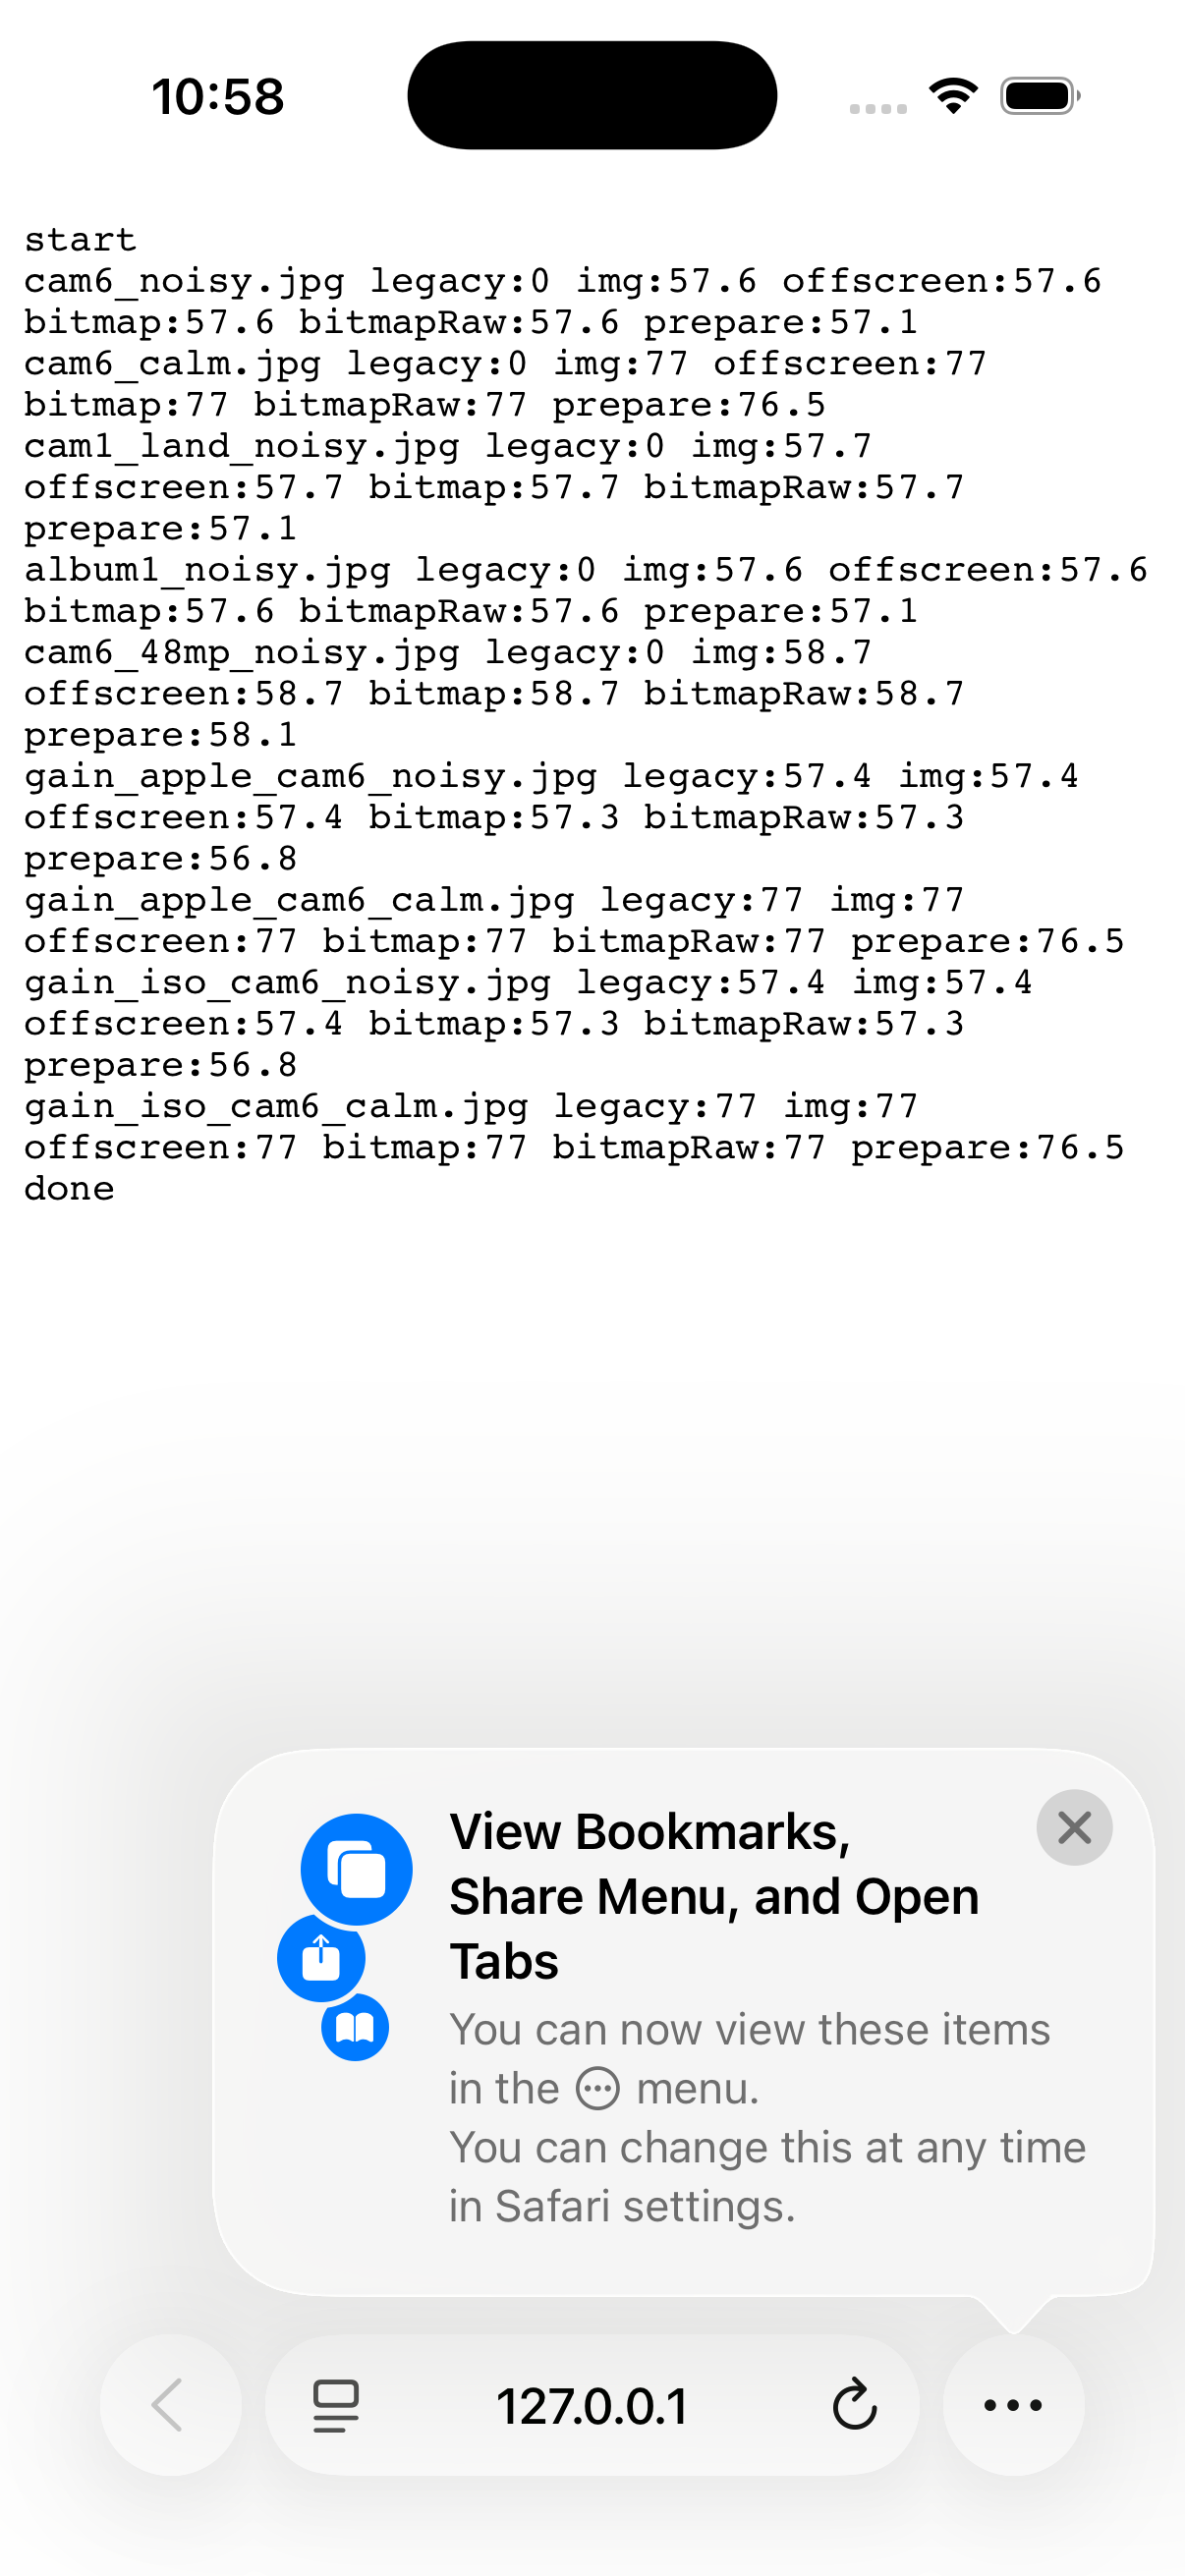 10:58
start
cam6_noisy.jpg legacy:0 img:57.6 offscreen:57.6
bitmap:57.6 bitmapRaw:57.6 prepare:57.1
cam6_calm.jpg legacy:0 img:77 offscreen:77
bitmap:77 bitmapRaw:77 prepare:76.5
cam1_land_noisy.jpg legacy:0 img:57.7
offscreen:57.7 bitmap:57.7 bitmapRaw:57.7
prepare:57.1
album1_noisy.jpg legacy:0 img:57.6 offscreen:57.6
bitmap:57.6 bitmapRaw:57.6 prepare:57.1
cam6_48mp_noisy.jpg legacy:0 img:58.7
offscreen:58.7 bitmap:58.7 bitmapRaw:58.7
prepare:58.1
gain_apple_cam6_noisy.jpg legacy:57.4 img:57.4
offscreen:57.4 bitmap:57.3 bitmapRaw:57.3
prepare:56.8
gain_apple_cam6_calm.jpg legacy:77 img:77
offscreen:77 bitmap:77 bitmapRaw:77 prepare:76.5
gain_iso_cam6_noisy.jpg legacy:57.4 img:57.4
offscreen:57.4 bitmap:57.3 bitmapRaw:57.3
prepare:56.8
gain_iso_cam6_calm.jpg legacy:77 img:77
offscreen:77 bitmap:77 bitmapRaw:77 prepare:76.5
done
View Bookmarks,
Share Menu, and Open
Tabs
You can now view these items
in the menu.
You can change this at any time
in Safari settings.
127.0.0.1